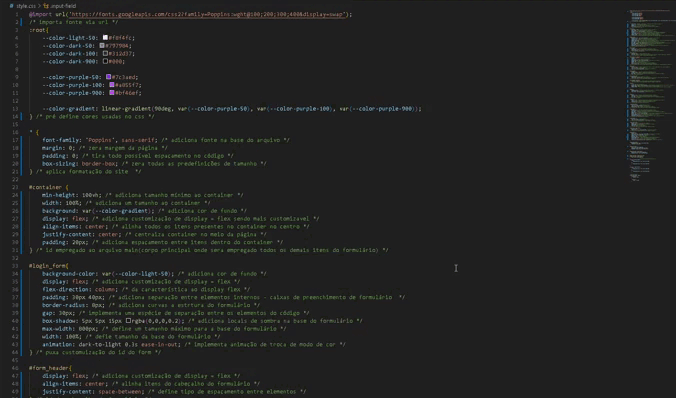 style.css > .input-field
1 @import url('https://fonts.googleapis.com/css2?family=Poppins:wght@100;200;300;400&display=swap');
2 /* importa fonte via url */
3 :root{
4 --color-light-50: #f8f4fc;
5 --color-dark-50:
6 --color-dark-100: #312d37;
7 --color-dark-900: #000;
8
9 --color-purple-50: #7c3aed;
10 --color-purple-100: #a855f7;
11 --color-purple-900:
12
13 --color-gradient: linear-gradient(90deg, var(--color-purple-50), var(--color-purple-100), var(--color-purple-900));
14 } /* pré define cores usadas no css */
15
16 * {
17 font-family: 'Poppins', sans-serif; /* adiciona fonte na base do arquivo */
18 margin: 0; /* zera margem da página */
19 padding: 0; /* tira todo possível espaçamento no código */
20 box-sizing: border-box; /* zera todas as predefinições de tamanho */
21 } /* aplica formatação do site */
22
23 #container {
24 min-height: 100vh; /* adiciona tamanho mínimo ao container */
25 width: 100%; /* adiciona um tamanho ao container */
26 background: var(--color-gradient); /* adiciona cor de fundo */
27 display: flex; /* adiciona customização de display = flex sendo mais customizavel */
28 align-items: center; /* alinha todos os itens presentes no container no centro */
29 justify-content: center; /* centraliza container no meio da página */
30 padding: 20px; /* adiciona espaçamento entre itens dentro do container */
31 } /* id empregado ao arquivo main(corpo principal onde sera empregado todos os demais itens do formulário) */
32
33 #login_form{
34 background-color: var(--color-light-50); /* adiciona cor de fundo */
35 display: flex; /* adiciona customização de display = flex */
36 flex-direction: column; /* da característica ao display flex */
37 padding: 30px 40px; /* adiciona separação entre elementos internos - caixas de preenchimento de formulário */
38 border-radius: 8px; /* adiciona curvas a estrutura do formulário */
39 gap: 30px; /* implementa uma espécie de separação entre os elementos do código */
40 box-shadow: 5px 5px 15px rgba(0,0,0,0.2); /* adiciona locais de sombra na base do formulário */
41 max-width: 800px; /* define um tamanho máximo para a base do formulário */
42 width: 100%; /* defie tamanho da base do formulário */
43 animation: dark-to-light 0.3s ease-in-out; /* implementa animação de troca de modo de cor */
44 } /* puxa customização do id do form */
45
46 #form_header{
47 display: flex; /* adiciona customização de display = flex */
48 align-items: center; /* alinha itens do cabeçalho do formulário */
49 justify-content: space-between; /* define tipo de espaçamento entre elementos */